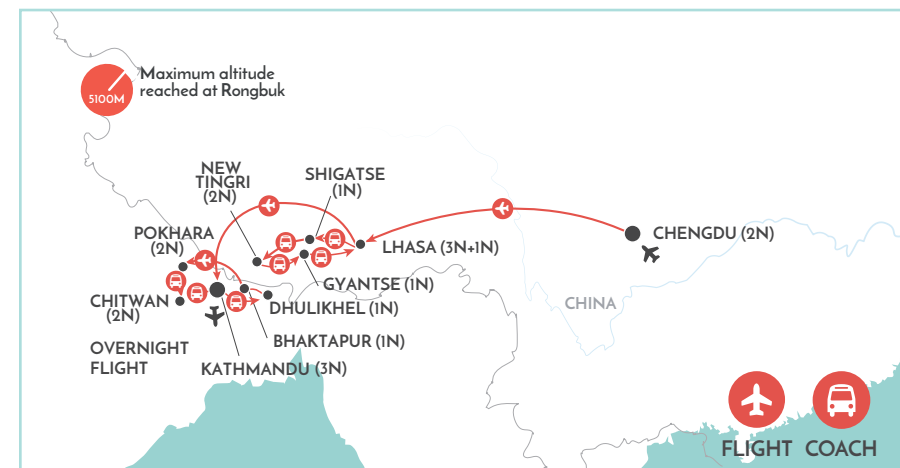 Maximum altitude
reached at Rongbuk
5100M
NEW
TINGRI
(2N)
SHIGATSE
(1N)
POKHARA
(2N)
LHASA (3N+1N)
CHENGDU (2N)
GYANTSE (1N)
CHITWAN
(2N)
DHULIKHEL (1N)
CHINA
BHAKTAPUR (1N)
OVERNIGHT
FLIGHT
KATHMANDU (3N)
FLIGHT
COACH